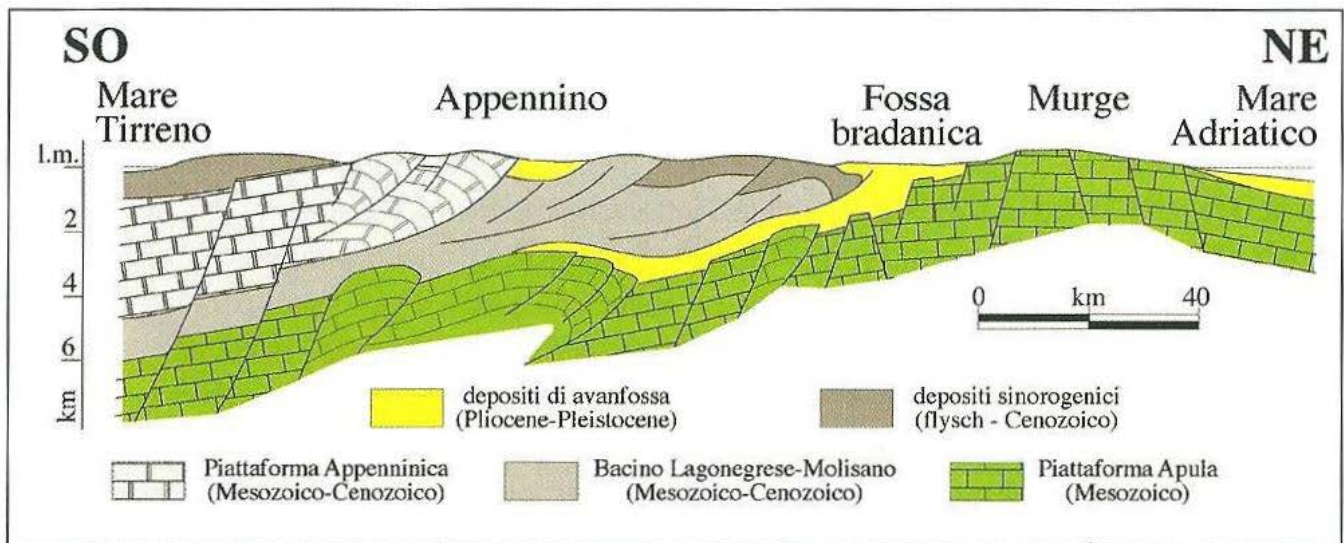 SO
NE
Mare
Tirreno
Appennino
Fossa
bradanica
Murge
Mare
Adriatico
l.m.
2
4
6
km
0 km 40
depositi di avanfossa
(Pliocene-Pleistocene)
depositi sinorogenici
(flysch - Cenozoico)
Piattaforma Appenninica
(Mesozoico-Cenozoico)
Bacino Lagonegrese-Molisano
(Mesozoico-Cenozoico)
Piattaforma Apula
(Mesozoico)